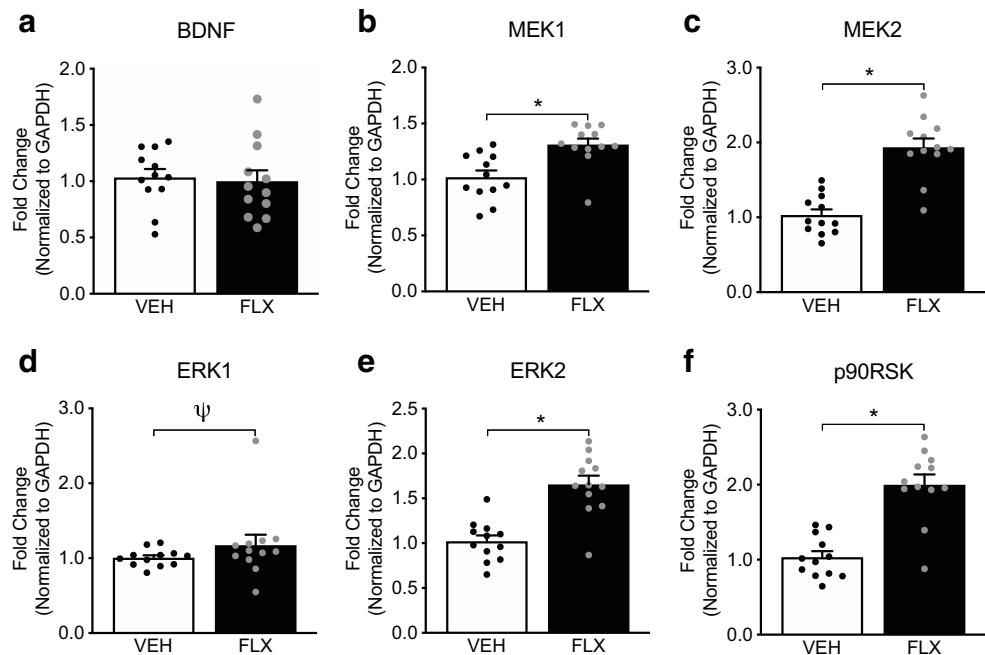 a
BDNF
Fold Change
(Normalized to GAPDH)
2.0
1.5
1.0
0.5
0.0
VEH
FLX
b
MEK1
Fold Change
(Normalized to GAPDH)
2.0
1.5
1.0
0.5
0.0
*
VEH
FLX
c
MEK2
Fold Change
(Normalized to GAPDH)
3.0
2.0
1.0
0.0
*
VEH
FLX
d
ERK1
Fold Change
(Normalized to GAPDH)
3.0
2.0
1.0
0.0
ψ
VEH
FLX
e
ERK2
Fold Change
(Normalized to GAPDH)
2.5
2.0
1.5
1.0
0.5
0.0
*
VEH
FLX
f
p90RSK
Fold Change
(Normalized to GAPDH)
3.0
2.0
1.0
0.0
*
VEH
FLX